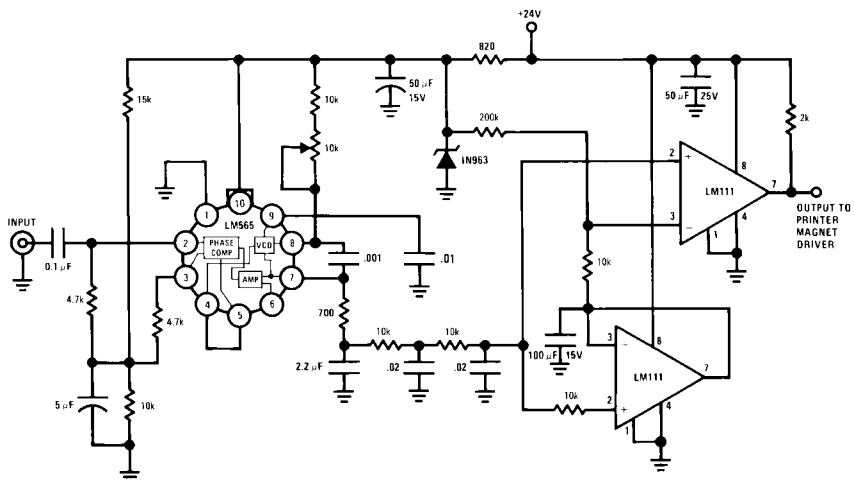 +24V
820
50 µF
15V
50 µF 25V
15k
10k
10k
200k
2k
IN963
2
+
8
LM111
7
3
−
1
4
OUTPUT TO
PRINTER
MAGNET
DRIVER
INPUT
0.1 µF
1
10
9
LM565
2
PHASE
COMP
VCO
8
3
AMP
7
4
5
6
.001
.01
4.7k
4.7k
700
10k
10k
10k
100 µF 15V
2.2 µF
.02
.02
5 µF
10k
10k
3
−
8
LM111
7
2
+
1
4